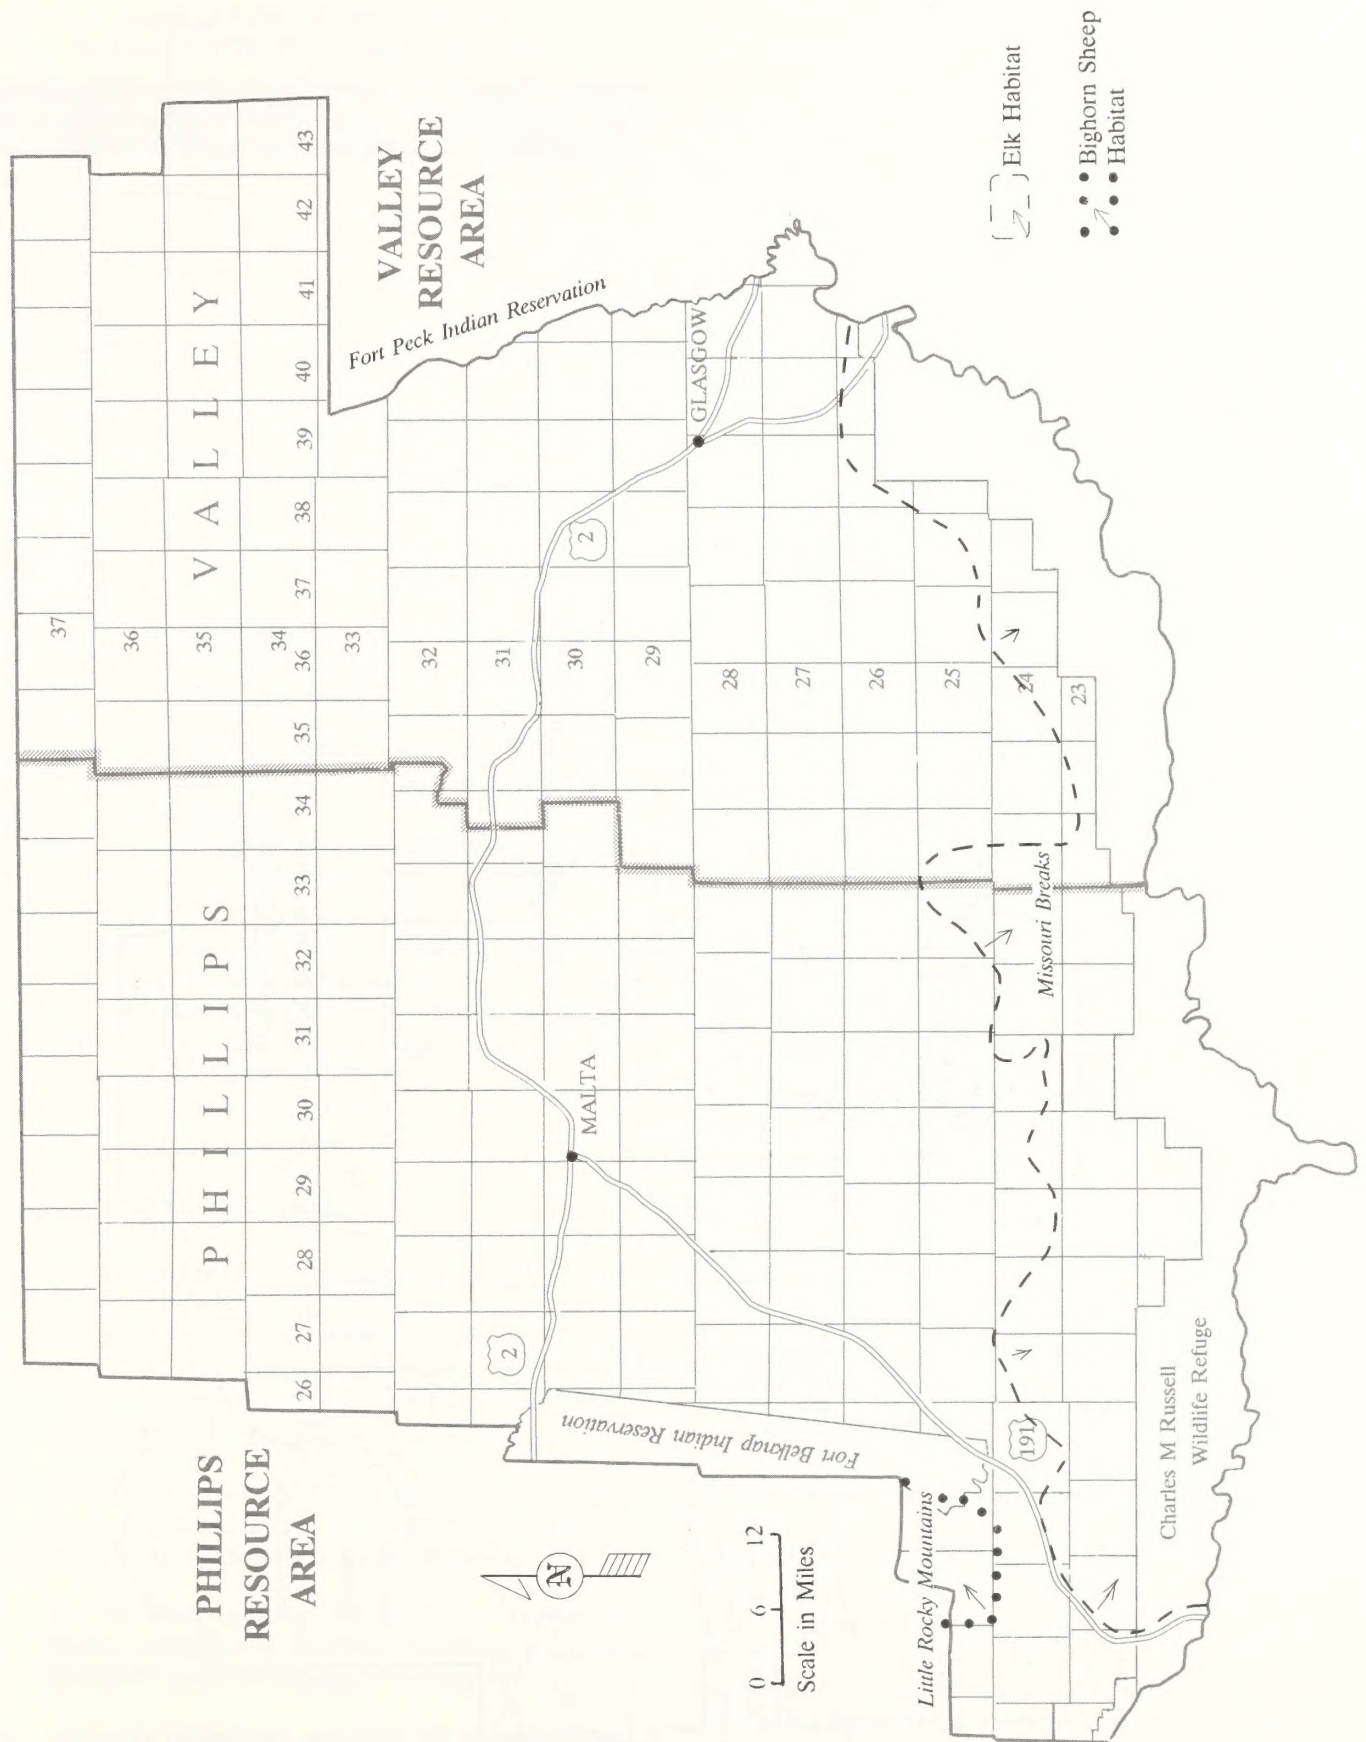 37
36
35
34
33
32
31
30
29
28
27
26
25
24
23
26
27
28
29
30
31
32
33
34
35
36
37
38
39
40
41
42
43
PHILLIPS
VALLEY
PHILLIPS
RESOURCE
AREA
VALLEY
RESOURCE
AREA
Fort Peck Indian Reservation
Fort Belknap Indian Reservation
GLASGOW
MALTA
2
2
191
Little Rocky Mountains
Missouri Breaks
Charles M Russell
Wildlife Refuge
N
0 6 12
Scale in Miles
Elk Habitat
Bighorn Sheep
Habitat